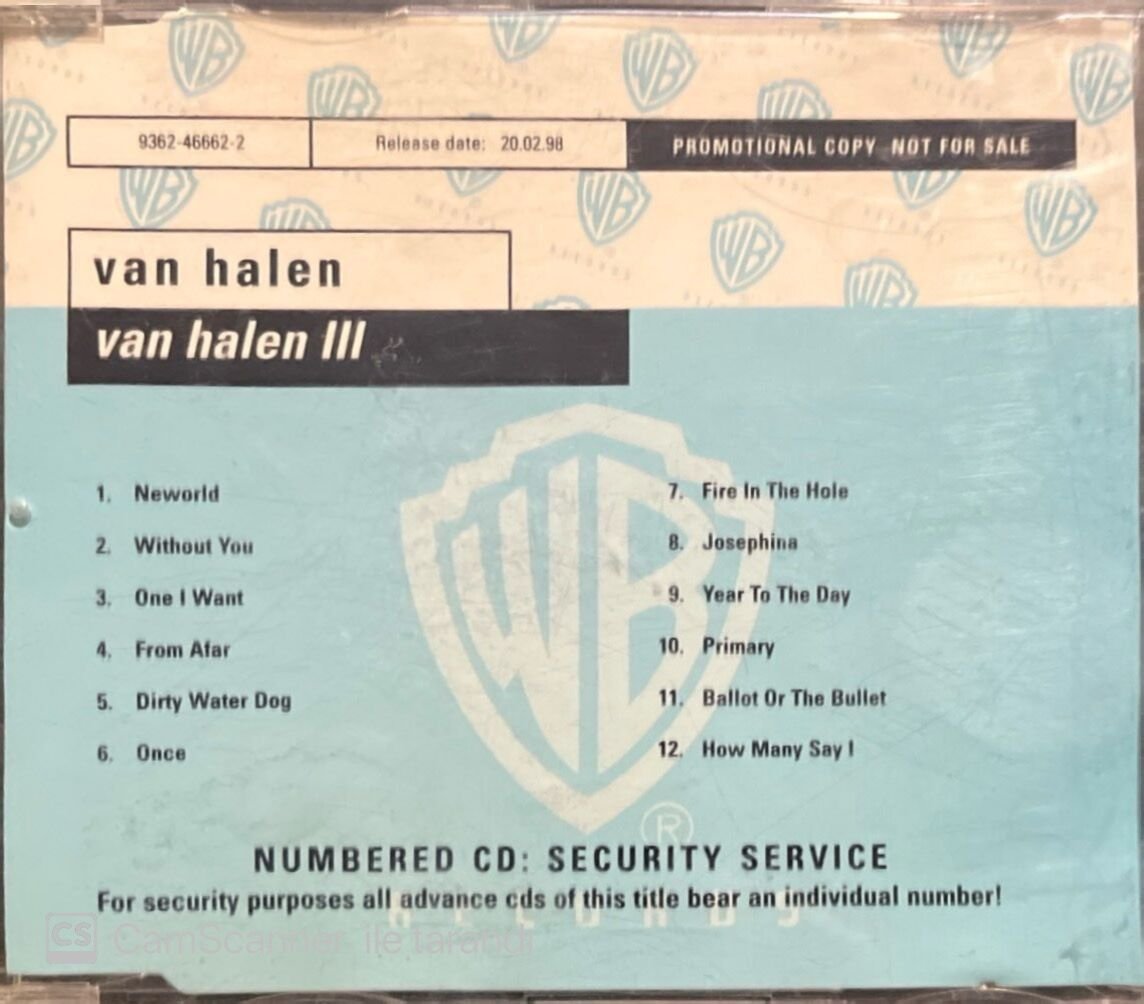 9362-46662-2
Release date: 20.02.98
PROMOTIONAL COPY NOT FOR SALE
van halen
van halen III
1. Neworld
2. Without You
3. One I Want
4. From Afar
5. Dirty Water Dog
6. Once
7. Fire In The Hole
8. Josephina
9. Year To The Day
10. Primary
11. Ballot Or The Bullet
12. How Many Say I
WB
®
NUMBERED CD: SECURITY SERVICE
For security purposes all advance cds of this title bear an individual number!
RECORDS
CS CamScanner ile tarandı